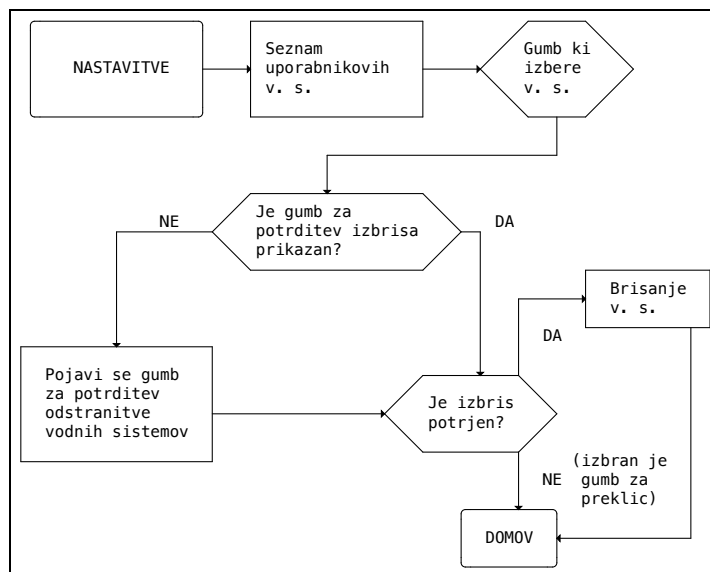 NASTAVITVE
Seznam
uporabnikovih
v. s.
Gumb ki
izbere
v. s.
Je gumb za
potrditev izbrisa
prikazan?
NE
DA
Pojavi se gumb
za potrditev
odstranitve
vodnih sistemov
Je izbris
potrjen?
DA
Brisanje
v. s.
NE
(izbran je
gumb za
preklic)
DOMOV